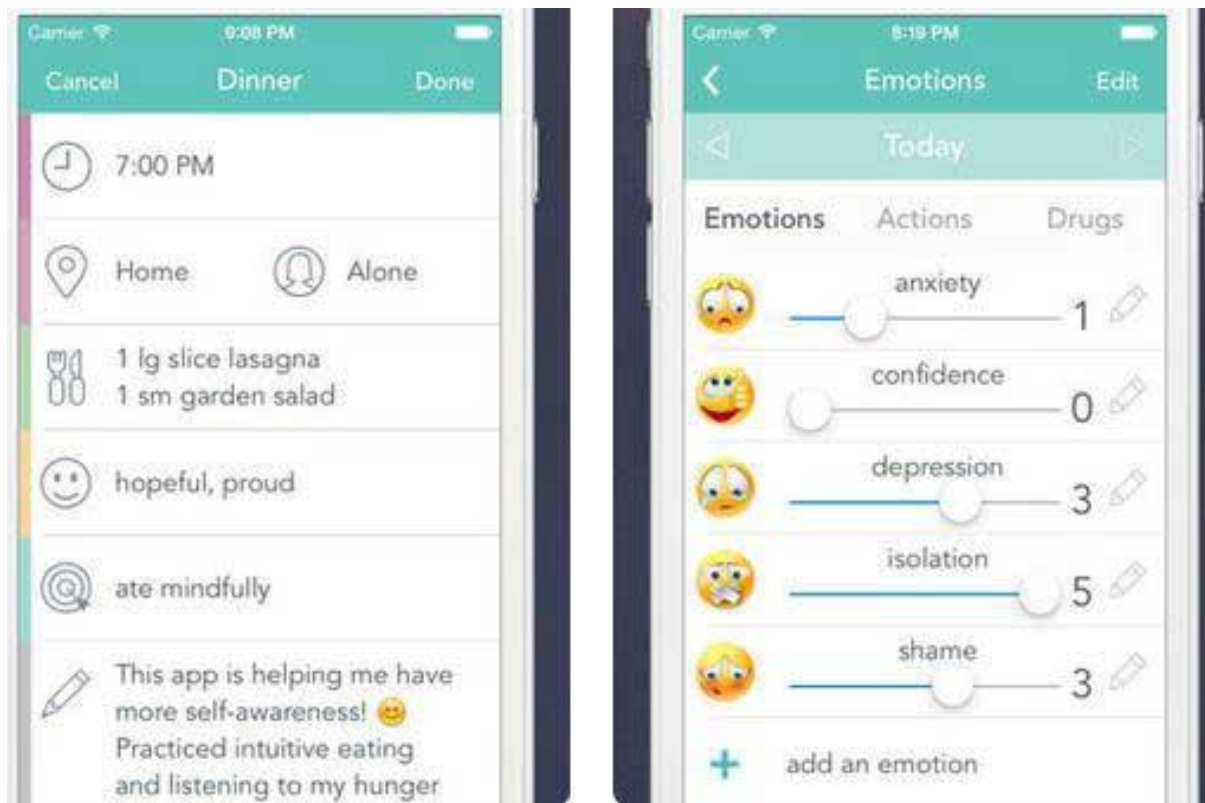 Carrier 9:08 PM
Cancel Dinner Done
7:00 PM
Home Alone
1 lg slice lasagna
1 sm garden salad
hopeful, proud
ate mindfully
This app is helping me have
more self-awareness! 😊
Practiced intuitive eating
and listening to my hunger
Carrier 8:19 PM
Emotions Edit
Today
Emotions Actions Drugs
anxiety
1
confidence
0
depression
3
isolation
5
shame
3
+ add an emotion